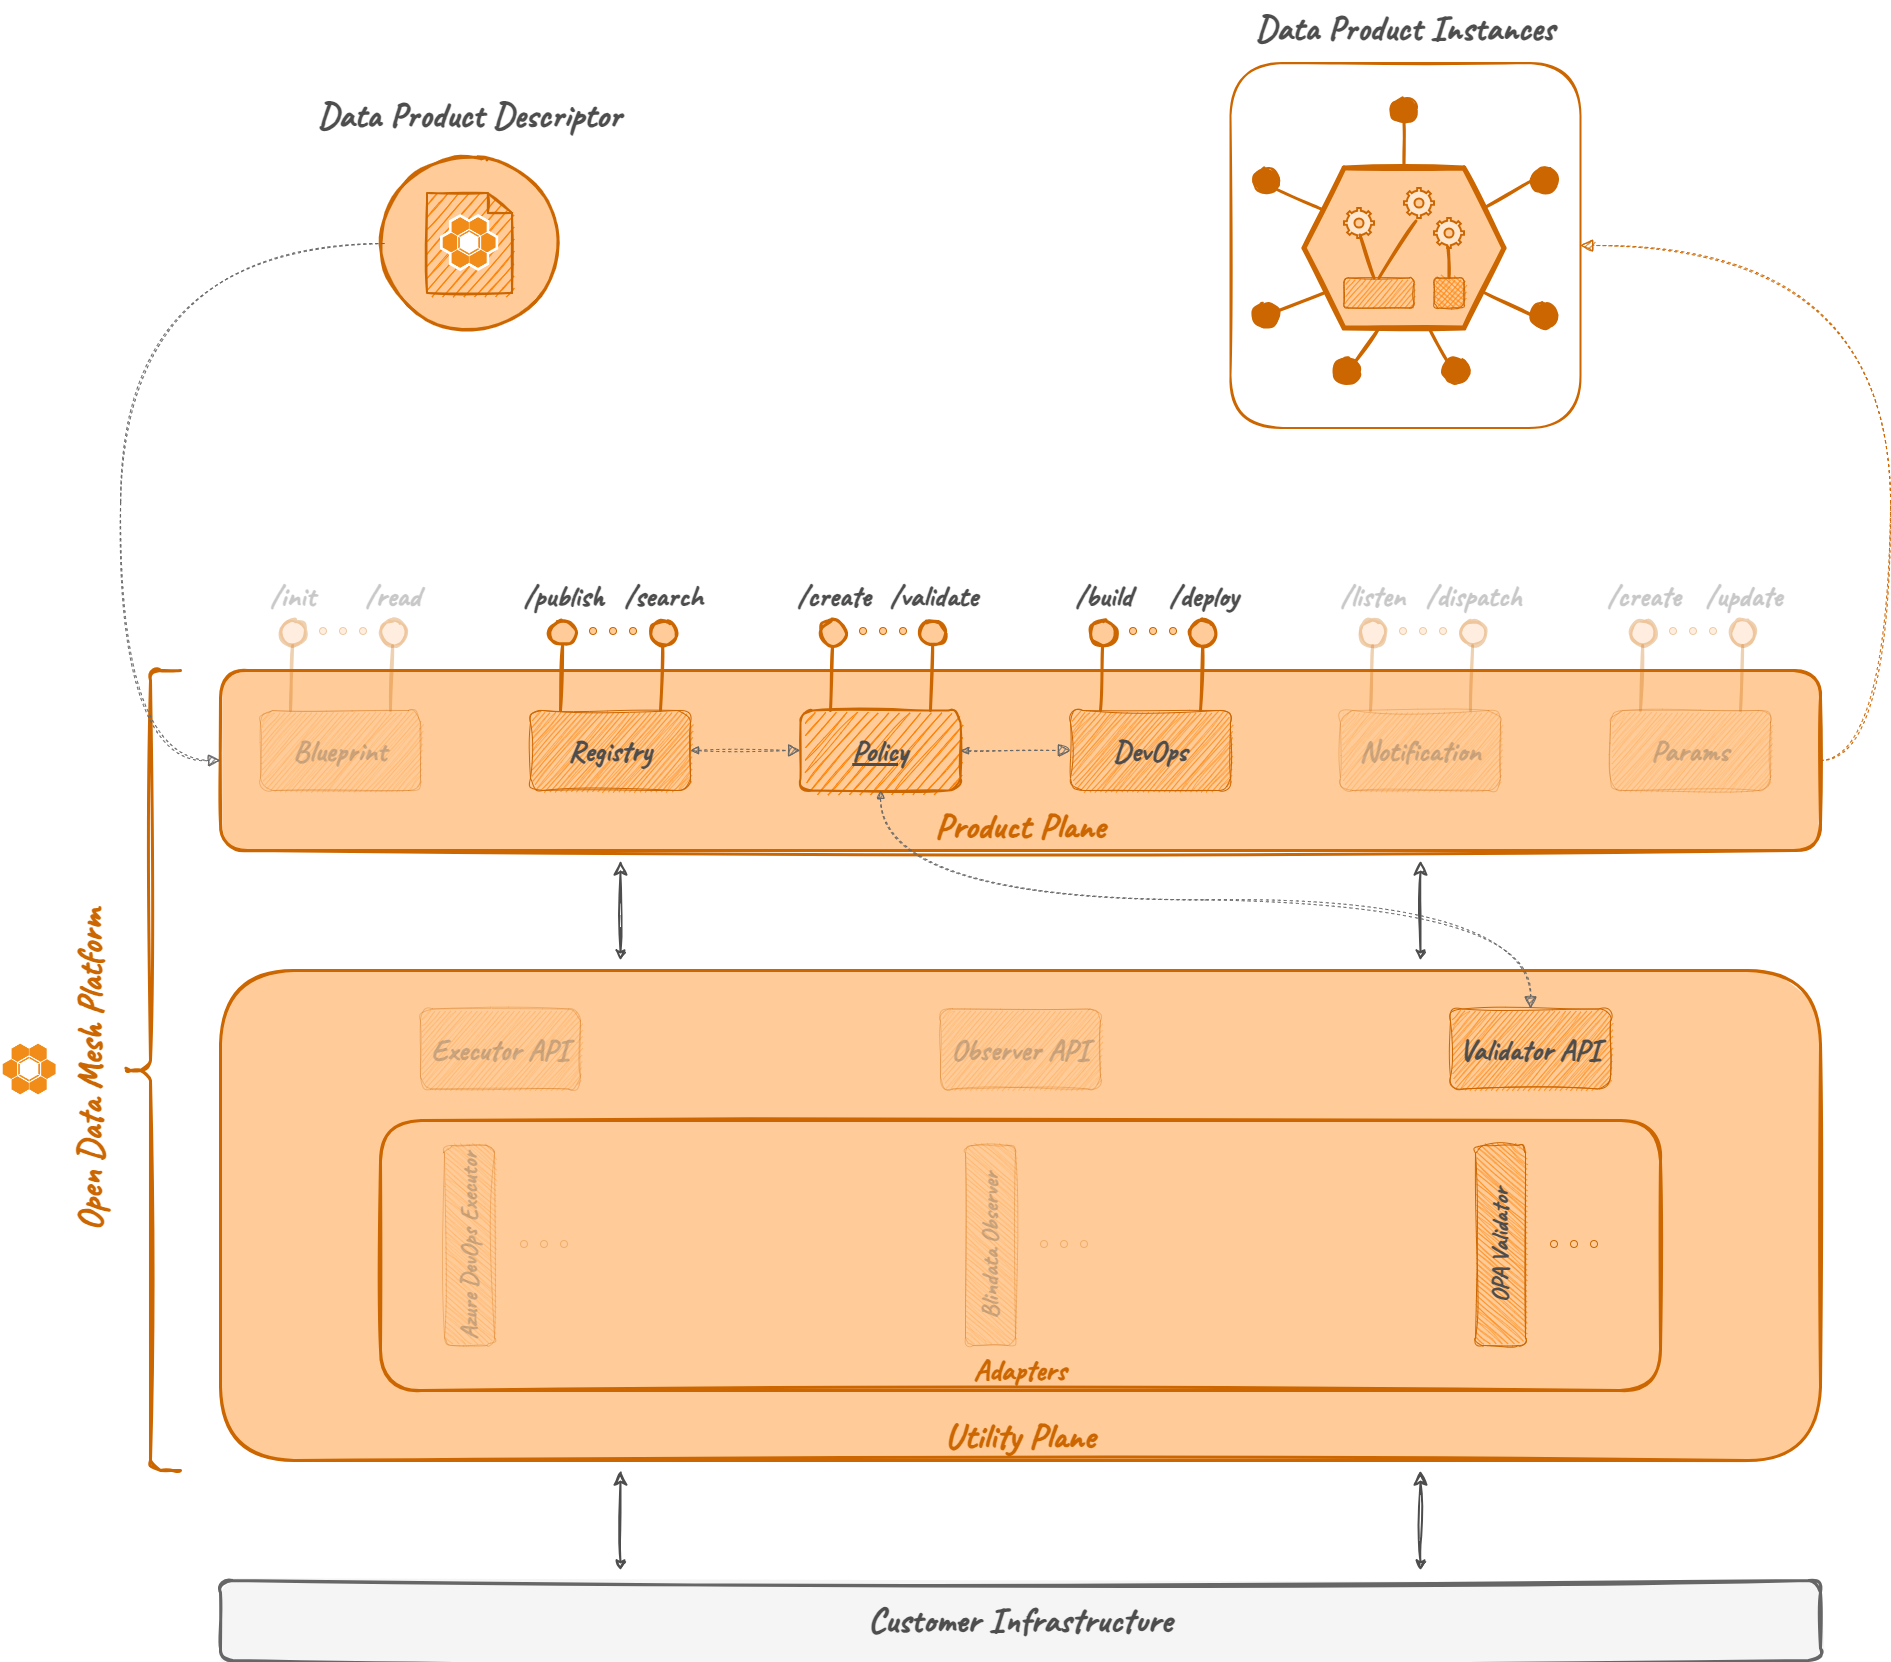 Data Product Instances
Data Product Descriptor
/init
/read
/publish
/search
/create
/validate
/build
/deploy
/listen
/dispatch
/create
/update
Blueprint
Registry
Policy
DevOps
Notification
Params
Product Plane
Open Data Mesh Platform
Executor API
Observer API
Validator API
Azure DevOps Executor
Blindata Observer
OPA Validator
Adapters
Utility Plane
Customer Infrastructure